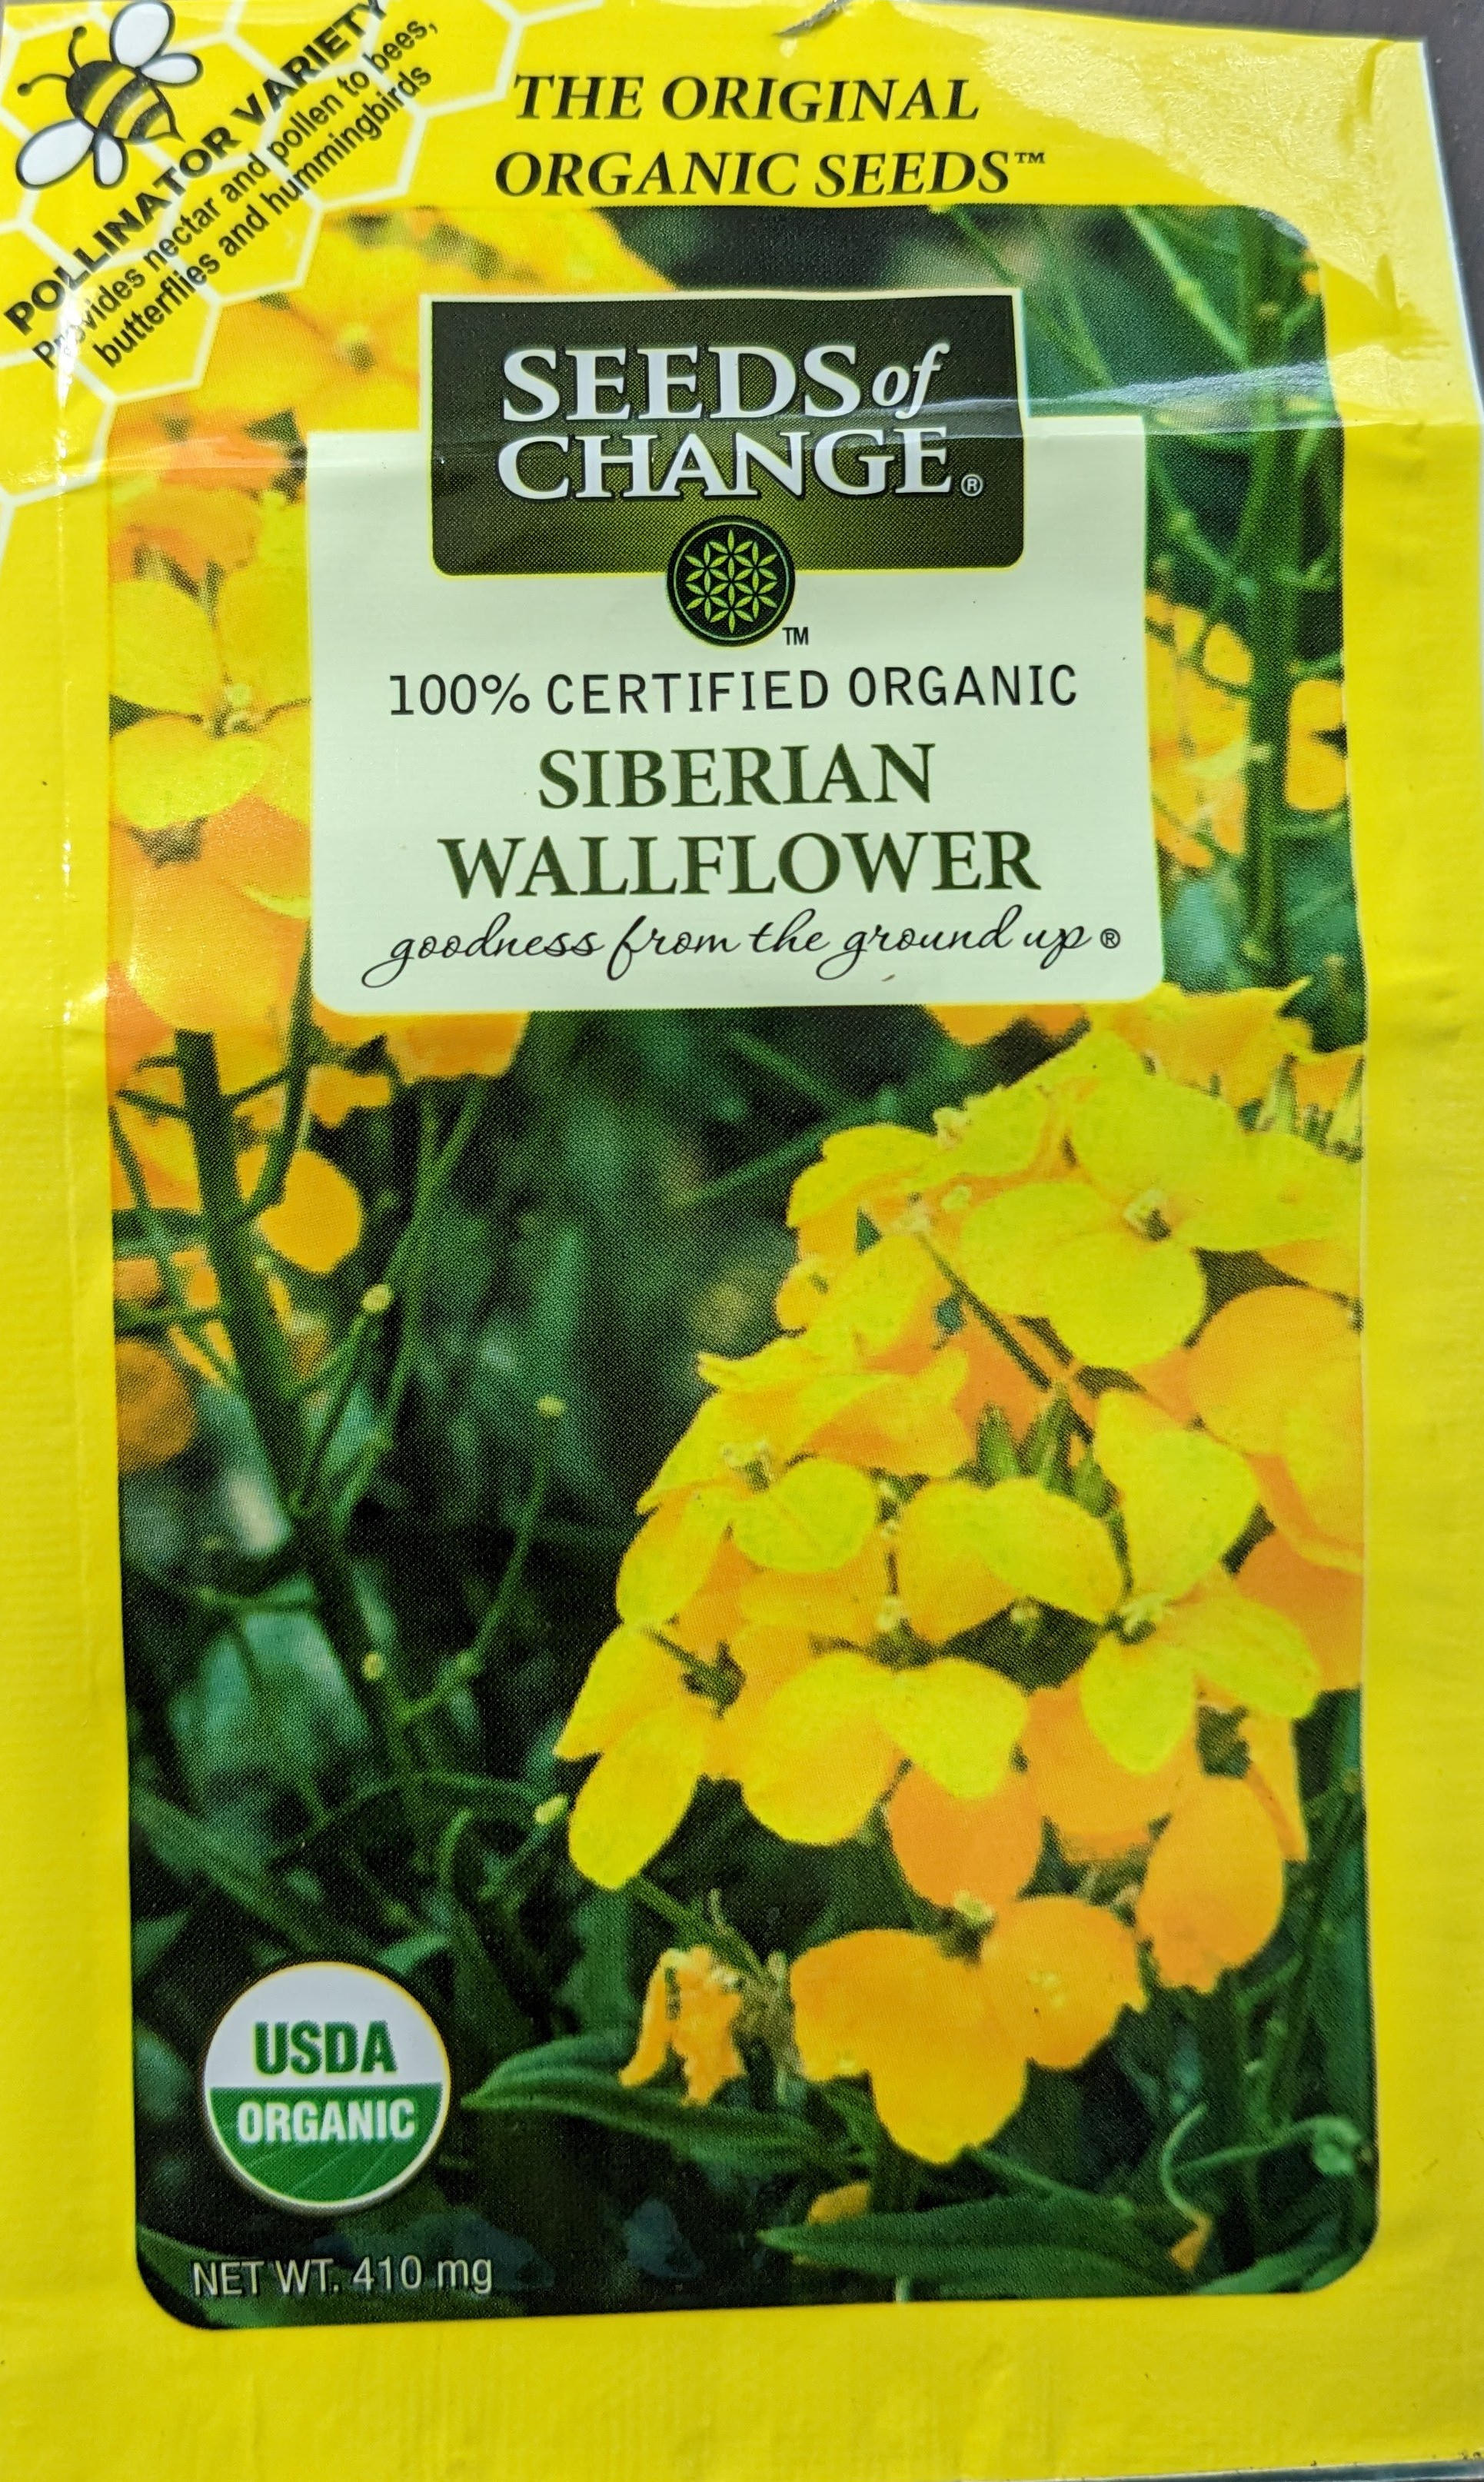 POLLINATOR VARIETY
Provides nectar and pollen to bees,
butterflies and hummingbirds
THE ORIGINAL
ORGANIC SEEDS™
SEEDS of
CHANGE®
™
100% CERTIFIED ORGANIC
SIBERIAN
WALLFLOWER
goodness from the ground up®
USDA
ORGANIC
NET WT. 410 mg